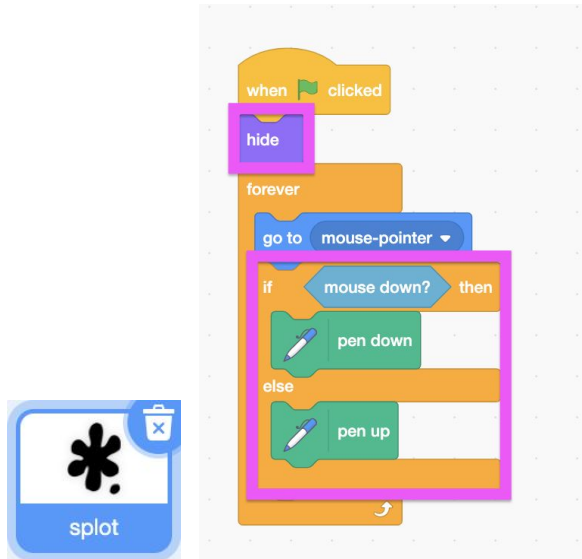 when clicked
hide
forever
go to mouse-pointer
if mouse down? then
pen down
else
pen up
splot